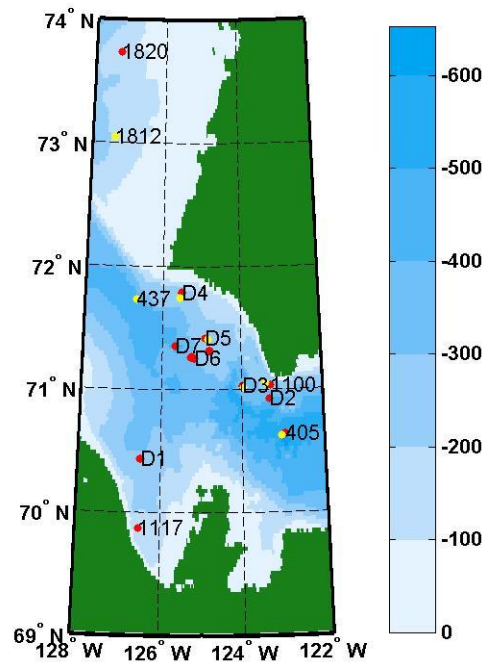 74° N
1820
-600
73° N
1812
-500
-400
72° N
D4
437
-300
D5
D7
D6
71° N
D3
1100
D2
-200
405
D1
70° N
1117
-100
69° N
0
128° W
126° W
124° W
122° W